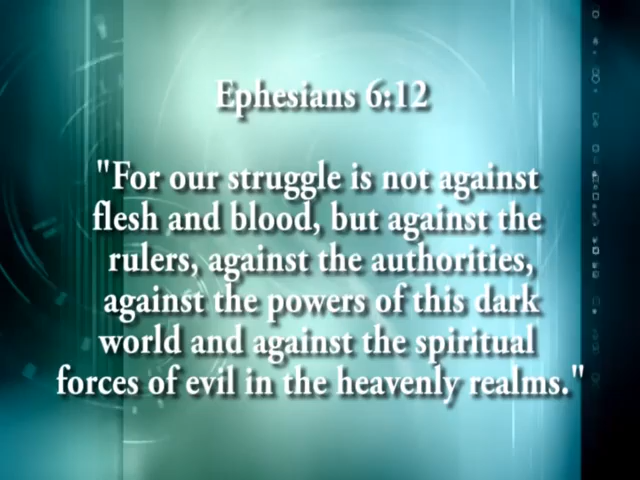 Ephesians 6:12
"For our struggle is not against
flesh and blood, but against the
rulers, against the authorities,
against the powers of this dark
world and against the spiritual
forces of evil in the heavenly realms."